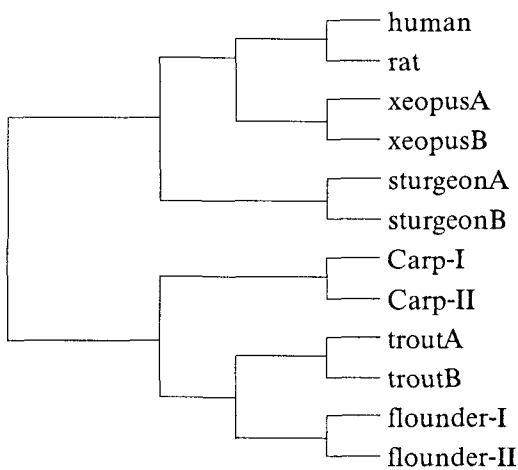 human
rat
xeopusA
xeopusB
sturgeonA
sturgeonB
Carp-I
Carp-II
troutA
troutB
flounder-I
flounder-II